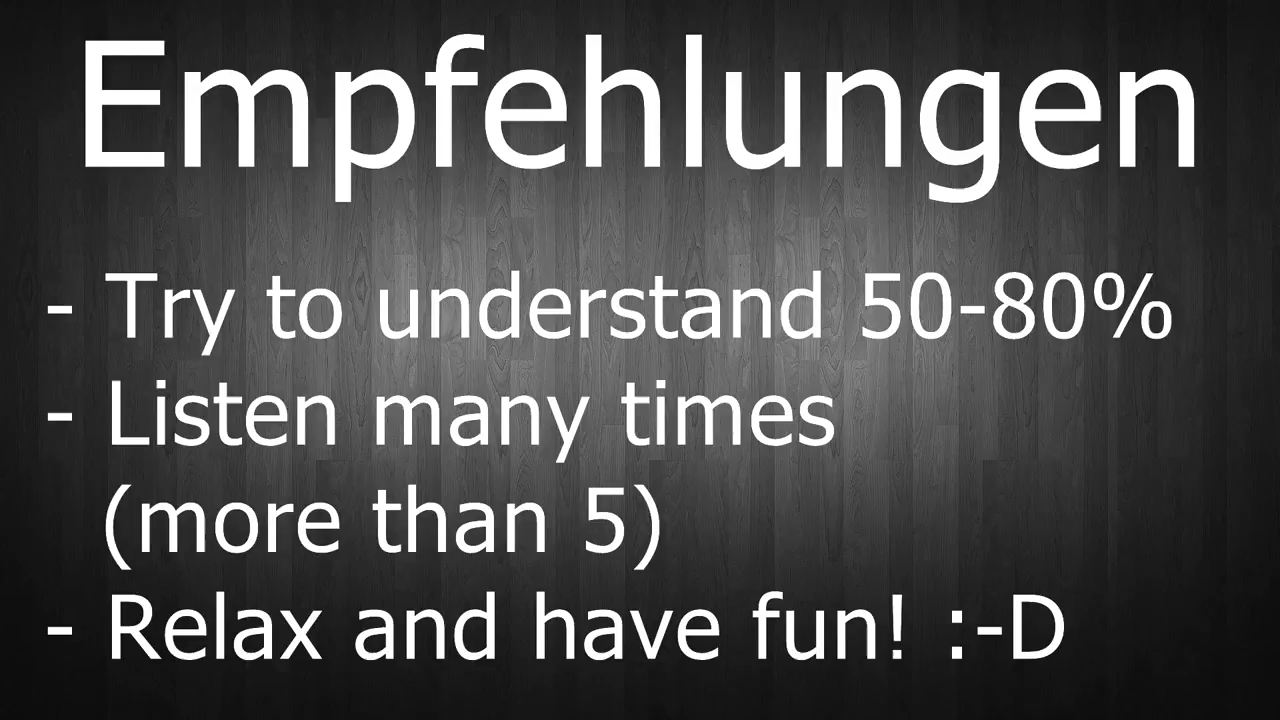 Empfehlungen
- Try to understand 50-80%
- Listen many times
(more than 5)
- Relax and have fun! :-D